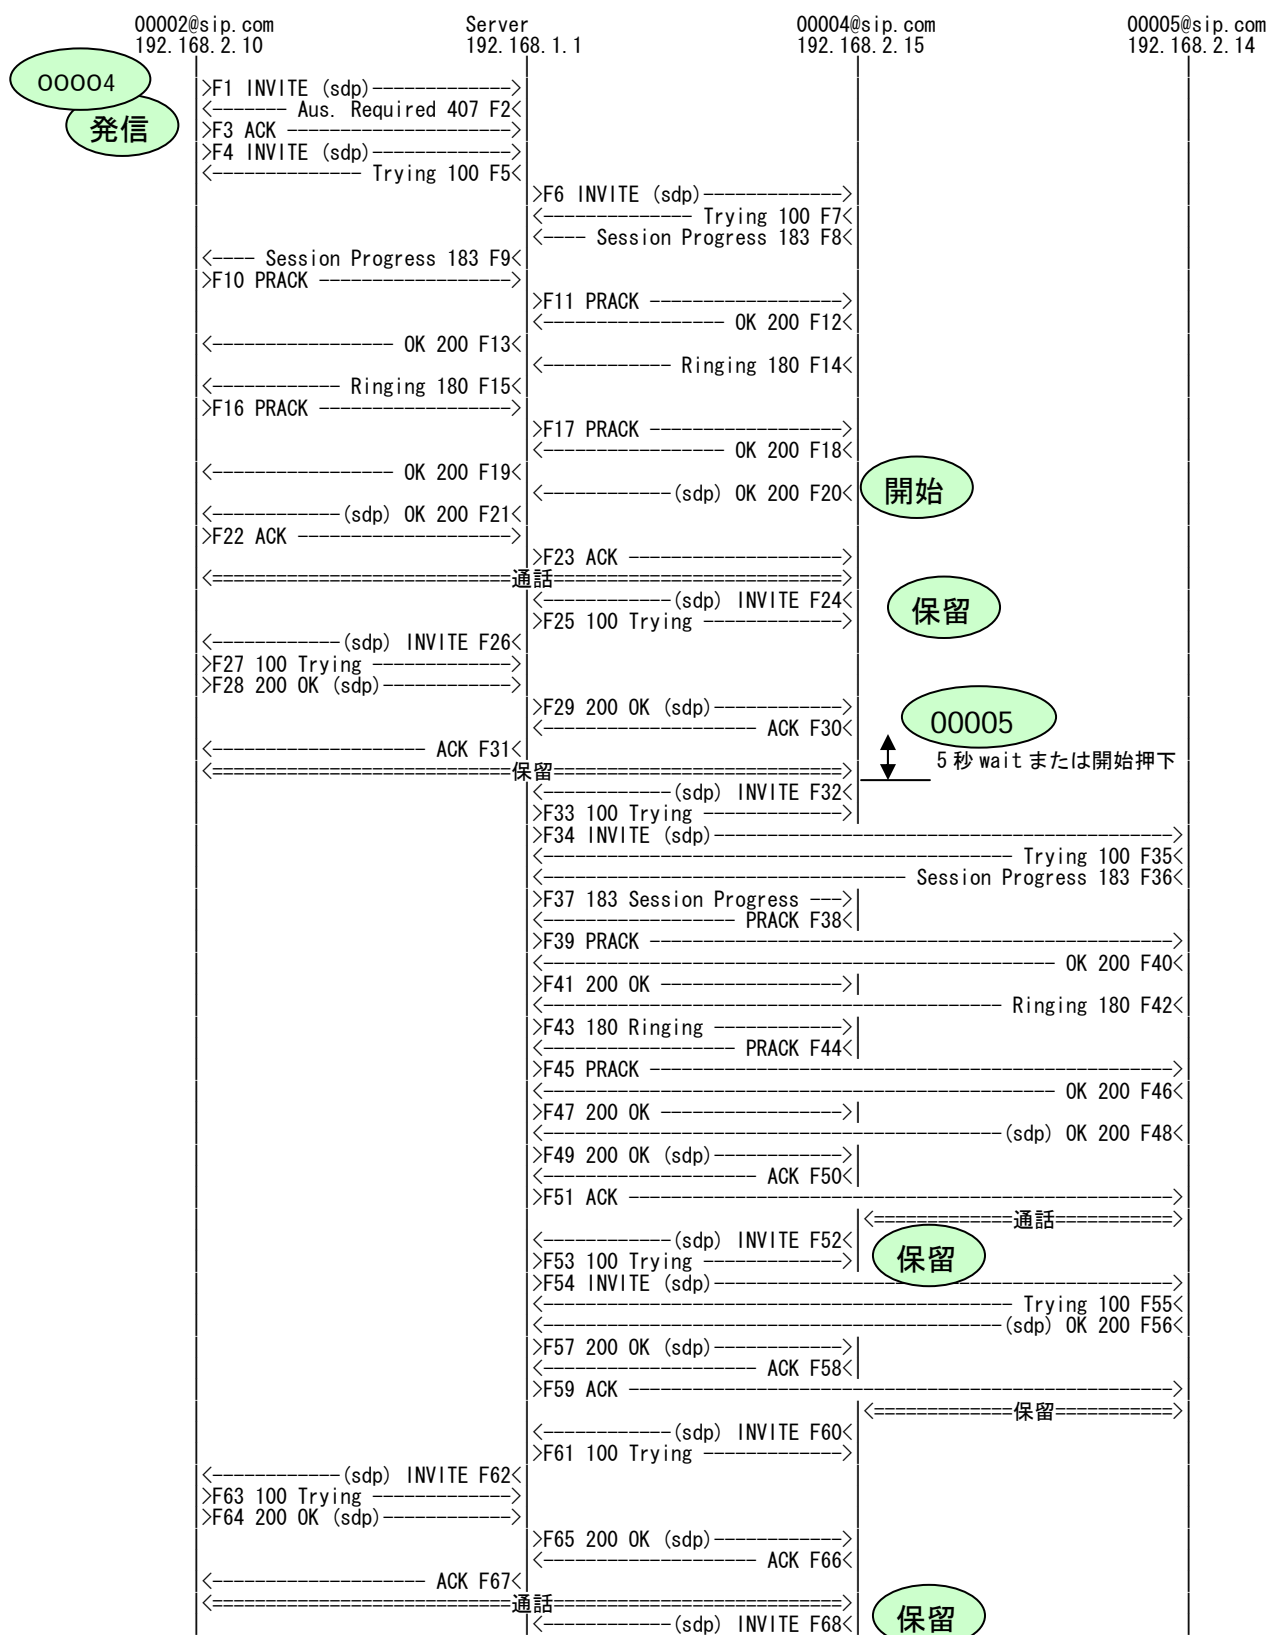 00002@sip.com Server 00004@sip.com 00005@sip.com
192.168.2.10 192.168.1.1 192.168.2.15 192.168.2.14
00004
>F1 INVITE (sdp)------------->
発信
<------- Aus. Required 407 F2<
>F3 ACK --------------------->
>F4 INVITE (sdp)------------->
<-------------- Trying 100 F5<
>F6 INVITE (sdp)------------->
<-------------- Trying 100 F7<
<---- Session Progress 183 F8<
<---- Session Progress 183 F9<
>F10 PRACK ------------------>
>F11 PRACK ------------------>
<----------------- OK 200 F12<
<----------------- OK 200 F13<
<------------ Ringing 180 F14<
<------------ Ringing 180 F15<
>F16 PRACK ------------------>
>F17 PRACK ------------------>
<----------------- OK 200 F18<
<----------------- OK 200 F19<
<------------(sdp) OK 200 F20<
開始
<------------(sdp) OK 200 F21<
>F22 ACK -------------------->
>F23 ACK -------------------->
<============================通話===========================>
<------------(sdp) INVITE F24<
保留
>F25 100 Trying ------------->
<------------(sdp) INVITE F26<
>F27 100 Trying ------------->
>F28 200 OK (sdp)------------>
>F29 200 OK (sdp)------------>
<-------------------- ACK F30<
00005
<-------------------- ACK F31<
5 秒 wait または開始押下
<============================保留===========================>
<------------(sdp) INVITE F32<
>F33 100 Trying ------------->
>F34 INVITE (sdp)------------------------------------------->
<-------------------------------------------- Trying 100 F35<
<---------------------------------- Session Progress 183 F36<
>F37 183 Session Progress --->
<------------------ PRACK F38<
>F39 PRACK ------------------------------------------------->
<------------------------------------------------ OK 200 F40<
>F41 200 OK ----------------->
<------------------------------------------- Ringing 180 F42<
>F43 180 Ringing ------------>
<------------------ PRACK F44<
>F45 PRACK ------------------------------------------------->
<------------------------------------------------ OK 200 F46<
>F47 200 OK ----------------->
<-------------------------------------------(sdp) OK 200 F48<
>F49 200 OK (sdp)------------>
<-------------------- ACK F50<
>F51 ACK --------------------------------------------------->
<=============通話===========>
<------------(sdp) INVITE F52<
保留
>F53 100 Trying ------------->
>F54 INVITE (sdp)------------------------------------------->
<-------------------------------------------- Trying 100 F55<
<-------------------------------------------(sdp) OK 200 F56<
>F57 200 OK (sdp)------------>
<-------------------- ACK F58<
>F59 ACK --------------------------------------------------->
<=============保留===========>
<------------(sdp) INVITE F60<
>F61 100 Trying ------------->
<------------(sdp) INVITE F62<
>F63 100 Trying ------------->
>F64 200 OK (sdp)------------>
>F65 200 OK (sdp)------------>
<-------------------- ACK F66<
<-------------------- ACK F67<
<============================通話===========================>
保留
<------------(sdp) INVITE F68<